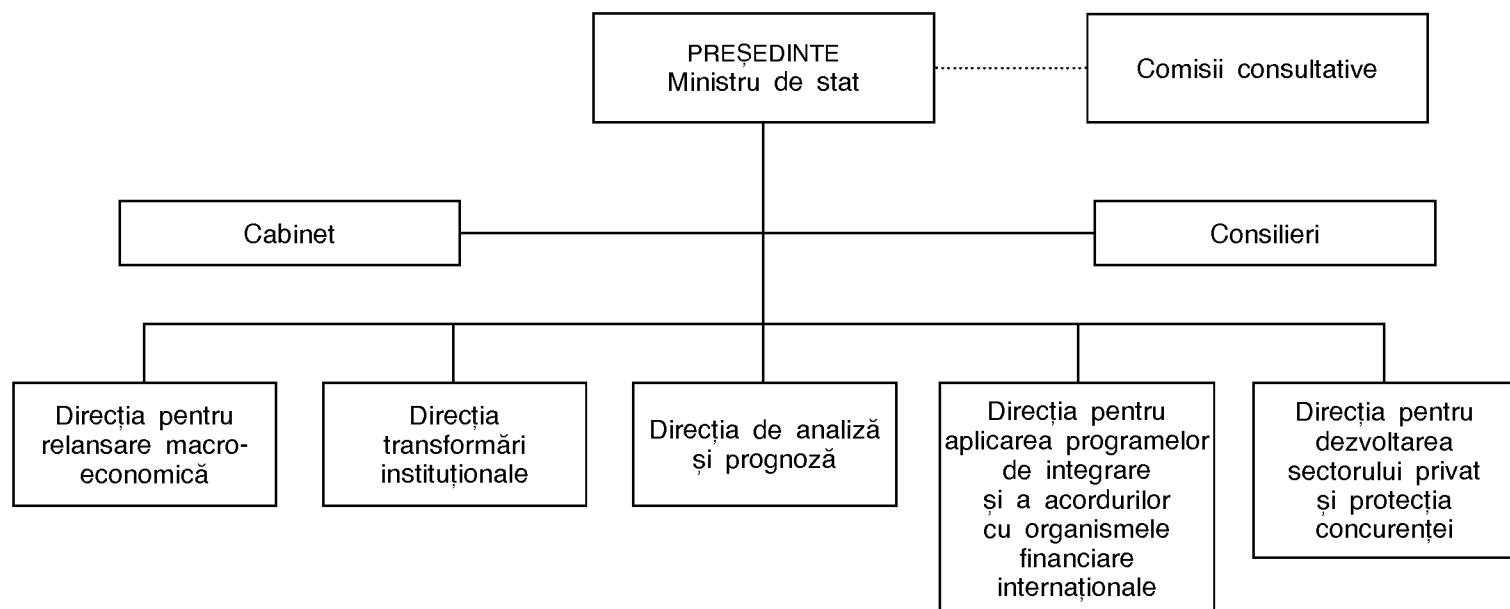 PREȘEDINTE
Ministru de stat
Comisii consultative
Cabinet
Consilieri
Direcția pentru
relansare macro-
economică
Direcția
transformări
instituționale
Direcția de analiză
și prognoză
Direcția pentru
aplicarea programelor
de integrare
și a acordurilor
cu organismele
financiare
internaționale
Direcția pentru
dezvoltarea
sectorului privat
și protecția
concurenței